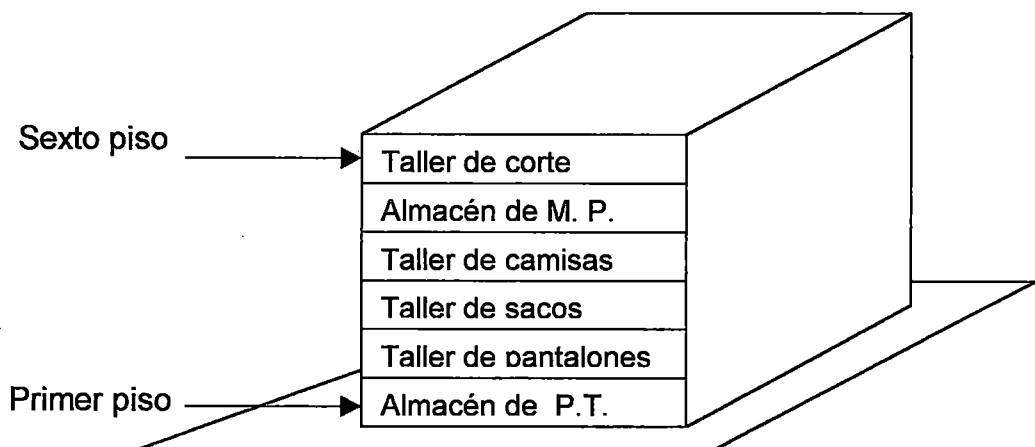 Sexto piso
Taller de corte
Almacén de M. P.
Taller de camisas
Taller de sacos
Taller de pantalones
Primer piso
Almacén de P.T.